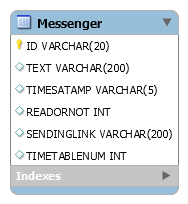 Messenger
ID VARCHAR(20)
TEXT VARCHAR(200)
TIMESATAMP VARCHAR(5)
READORNOT INT
SENDINGLINK VARCHAR(200)
TIMETABLENUM INT
Indexes